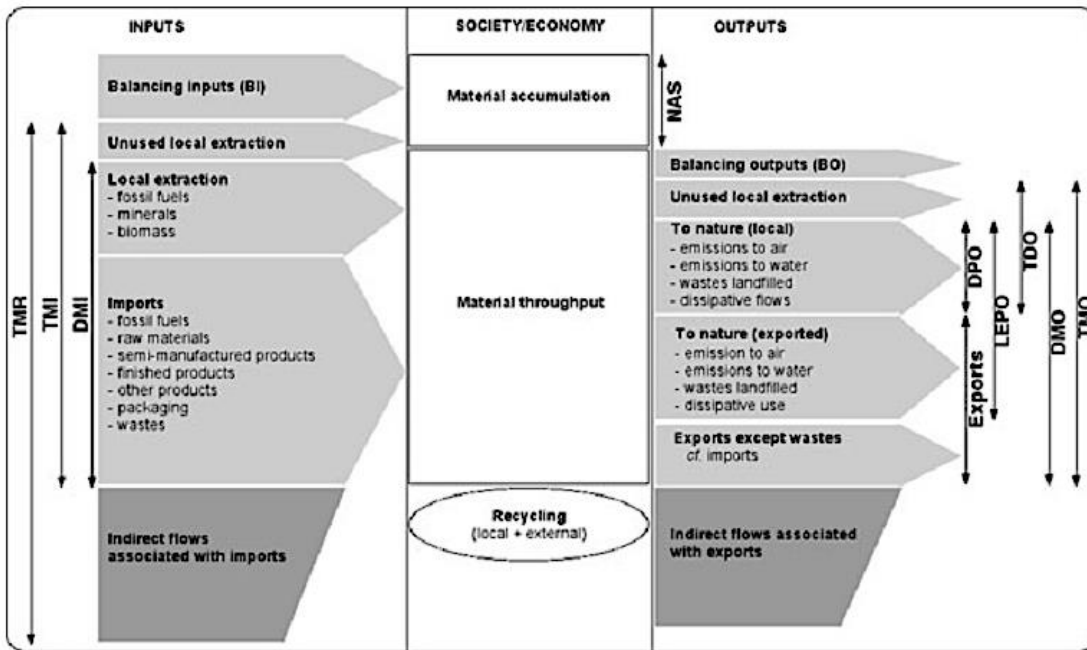 INPUTS
SOCIETY/ECONOMY
OUTPUTS
Balancing inputs (BI)
Unused local extraction
Local extraction
- fossil fuels
- minerals
- biomass
Imports
- fossil fuels
- raw materials
- semi-manufactured products
- finished products
- other products
- packaging
- wastes
Indirect flows
associated with imports
TMR
TMI
DMI
Material accumulation
Material throughput
Recycling
(local + external)
NAS
Balancing outputs (BO)
Unused local extraction
To nature (local)
- emissions to air
- emissions to water
- wastes landfilled
- dissipative flows
To nature (exported)
- emission to air
- emissions to water
- wastes landfilled
- dissipative use
Exports except wastes
cf. imports
Indirect flows associated
with exports
DPO
Exports
LEPO
TDO
DMO
TMO